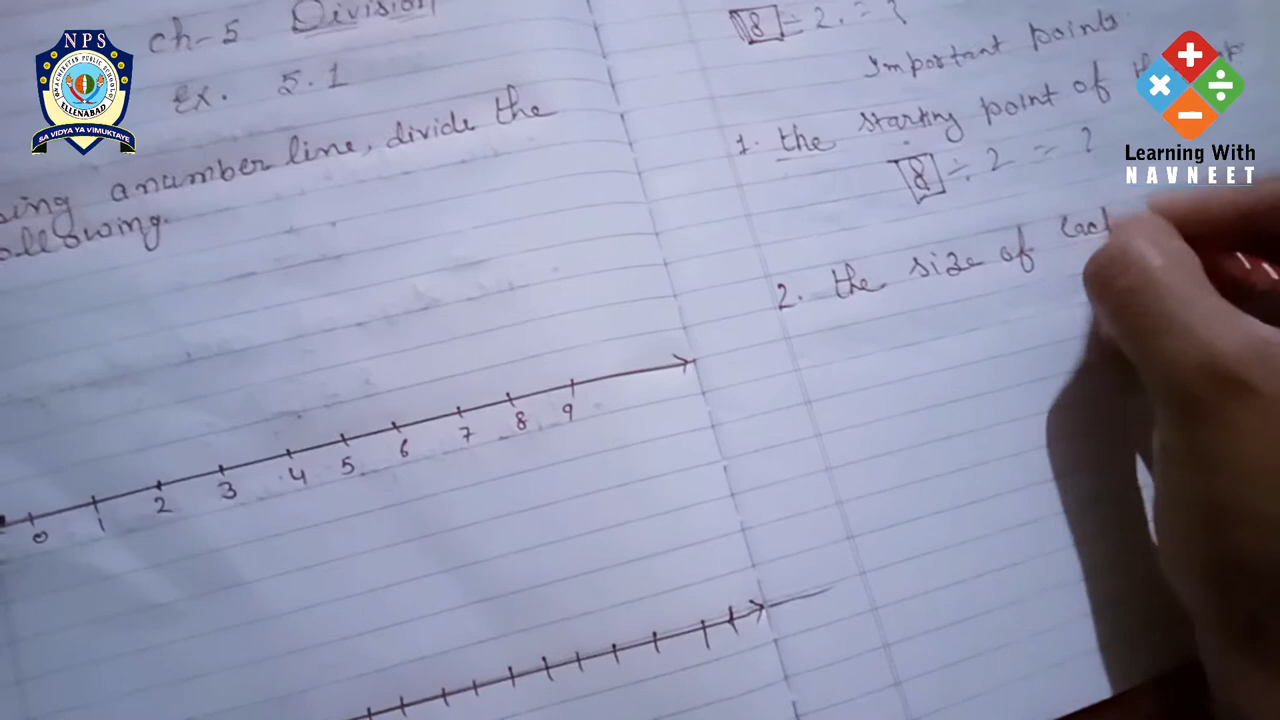 NPS
ELLENABAD
SA VIDYA YA VIMUKTAYE
ch-5 Division
Ex. 5.1
sing a number line, divide the
ollowing.
0 1 2 3 4 5 6 7 8 9
8 ÷ 2. = ?
Important points.
1. the starting point of
8 ÷ 2 = ?
2. the size of each
Learning With
NAVNEET